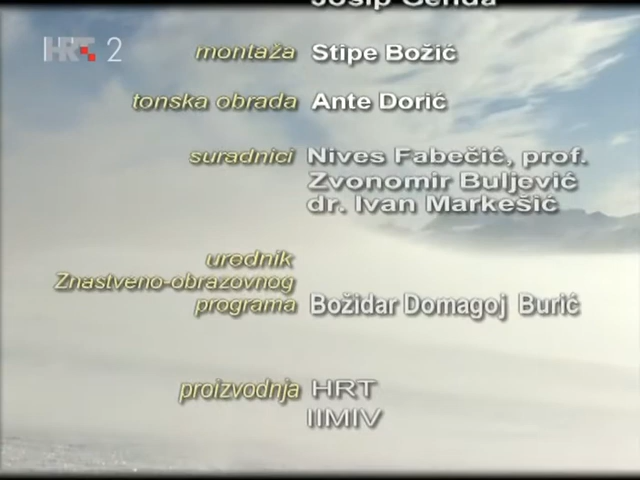 HRT 2
montaža Stipe Božić
tonska obrada Ante Dorić
suradnici Nives Fabečić, prof.
Zvonomir Buljević
dr. Ivan Markešić
urednik
Znastveno-obrazovnog
programa Božidar Domagoj Burić
proizvodnja HRT
IIMIV